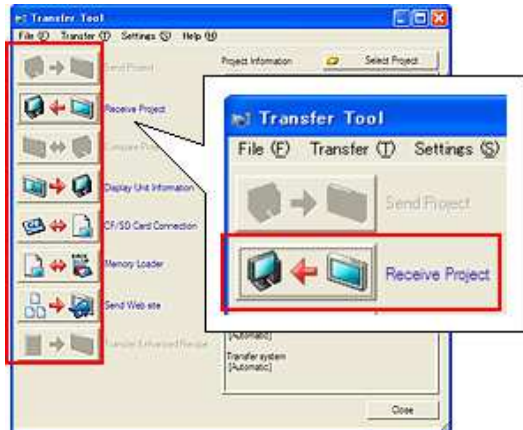 Transfer Tool
File (F) Transfer (T) Settings (S) Help (H)
Send Project
Project Information
Select Project
Receive Project
Compare Project
Display Unit Information
CF/SD Card Connection
Memory Loader
Send Web site
Transfer Enhanced Recipe
[Automatic]
Transfer system
[Automatic]
Close
Transfer Tool
File (F) Transfer (T) Settings (S)
Send Project
Receive Project